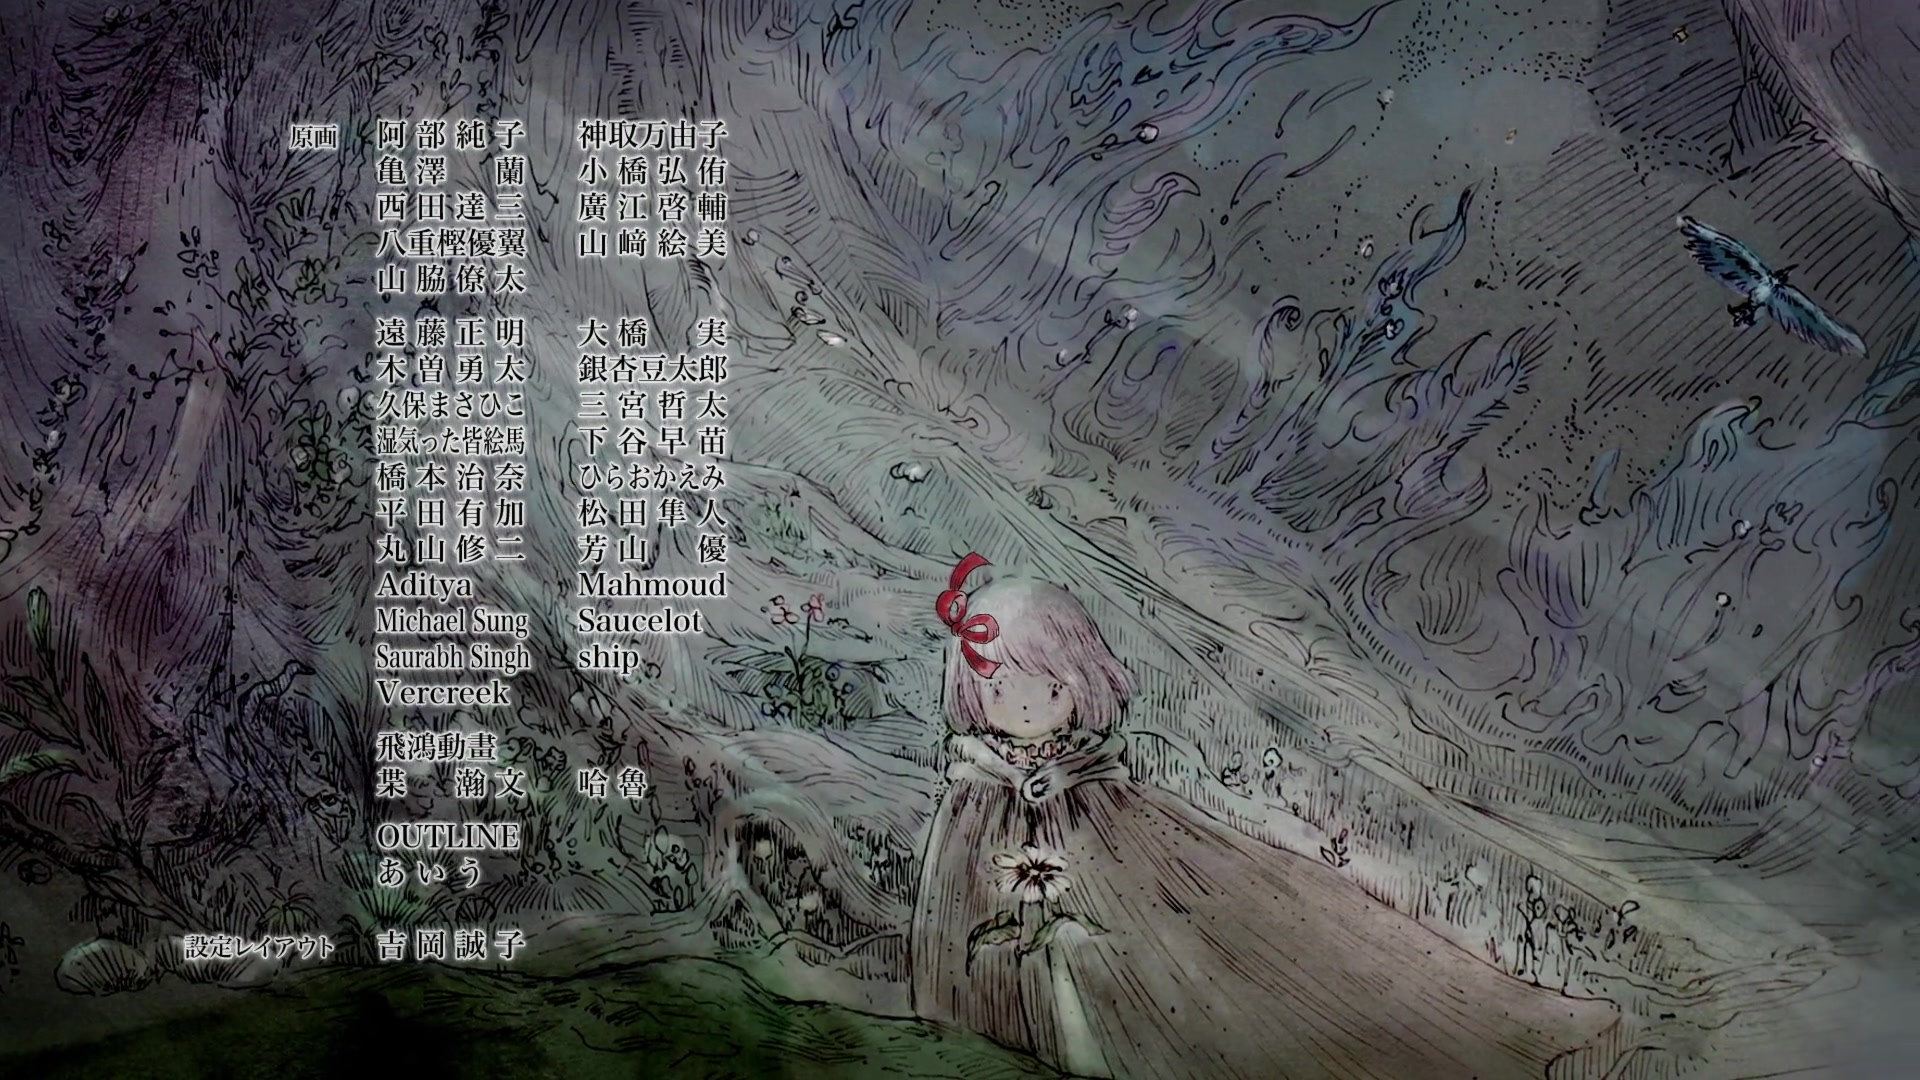 原画 阿部純子 神取万由子
亀澤蘭 小橋弘侑
西田達三 廣江啓輔
八重樫優翼 山﨑絵美
山脇僚太
遠藤正明 大橋実
木曽勇太 銀杏豆太郎
久保まさひこ 三宮哲太
湿気った皆絵馬 下谷早苗
橋本治奈 ひらおかえみ
平田有加 松田隼人
丸山修二 芳山優
Aditya Mahmoud
Michael Sung Saucelot
Saurabh Singh ship
Vercreek
飛鴻動畫
瀚文 哈魯
OUTLINE
あいう
設定レイアウト 吉岡誠子